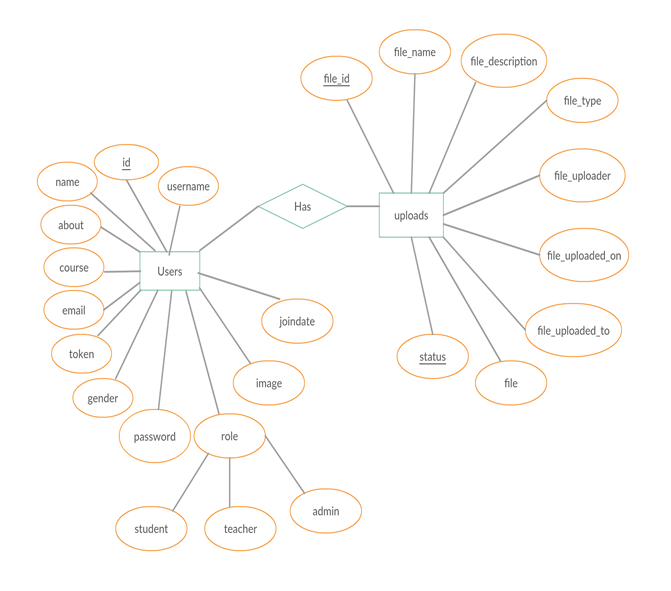 file_name
file_description
file_id
file_type
id
name
username
file_uploader
Has
uploads
about
file_uploaded_on
course
Users
email
joindate
file_uploaded_to
token
status
image
file
gender
password
role
admin
student
teacher